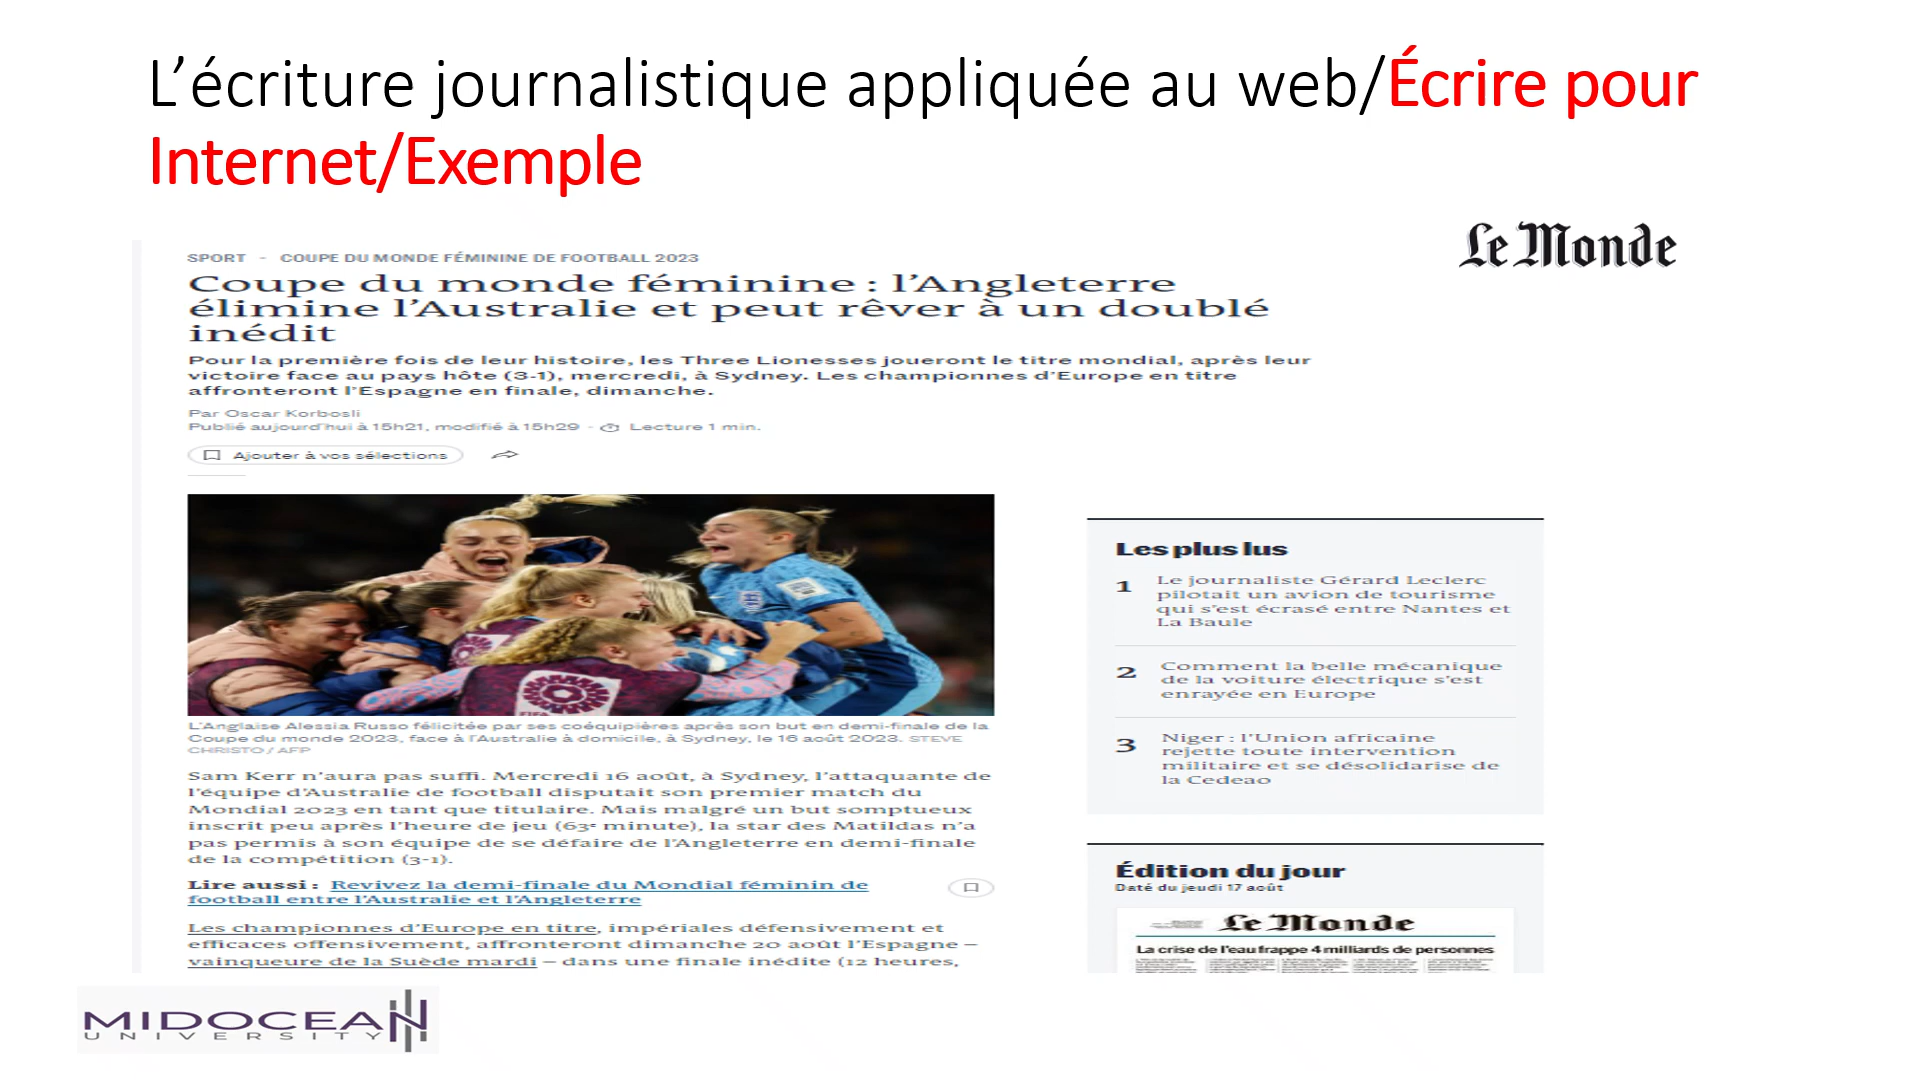 L’écriture journalistique appliquée au web/Écrire pour
Internet/Exemple
Le Monde
SPORT - COUPE DU MONDE FÉMININE DE FOOTBALL 2023
Coupe du monde féminine : l’Angleterre
élimine l’Australie et peut rêver à un doublé
inédit
Pour la première fois de leur histoire, les Three Lionesses joueront le titre mondial, après leur
victoire face au pays hôte (3-1), mercredi, à Sydney. Les championnes d’Europe en titre
affronteront l’Espagne en finale, dimanche.
Par Oscar Korbosli
Publié aujourd’hui à 15h21, modifié à 15h29 - Lecture 1 min.
Ajouter à vos sélections
L’Anglaise Alessia Russo félicitée par ses coéquipières après son but en demi-finale de la
Coupe du monde 2023, face à l’Australie à domicile, à Sydney, le 16 août 2023. STEVE
CHRISTO / AFP
Sam Kerr n’aura pas suffi. Mercredi 16 août, à Sydney, l’attaquante de
l’équipe d’Australie de football disputait son premier match du
Mondial 2023 en tant que titulaire. Mais malgré un but somptueux
inscrit peu après l’heure de jeu (63e minute), la star des Matildas n’a
pas permis à son équipe de se défaire de l’Angleterre en demi-finale
de la compétition (3-1).
Lire aussi : Revivez la demi-finale du Mondial féminin de
football entre l’Australie et l’Angleterre
Les championnes d’Europe en titre, impériales défensivement et
efficaces offensivement, affronteront dimanche 20 août l’Espagne –
vainqueure de la Suède mardi – dans une finale inédite (12 heures,
Les plus lus
1 Le journaliste Gérard Leclerc
pilotait un avion de tourisme
qui s’est écrasé entre Nantes et
La Baule
2 Comment la belle mécanique
de la voiture électrique s’est
enrayée en Europe
3 Niger : l’Union africaine
rejette toute intervention
militaire et se désolidarise de
la Cedeao
Édition du jour
Daté du jeudi 17 août
Le Monde
La crise de l’eau frappe 4 milliards de personnes
MIDOCEAN
UNIVERSITY